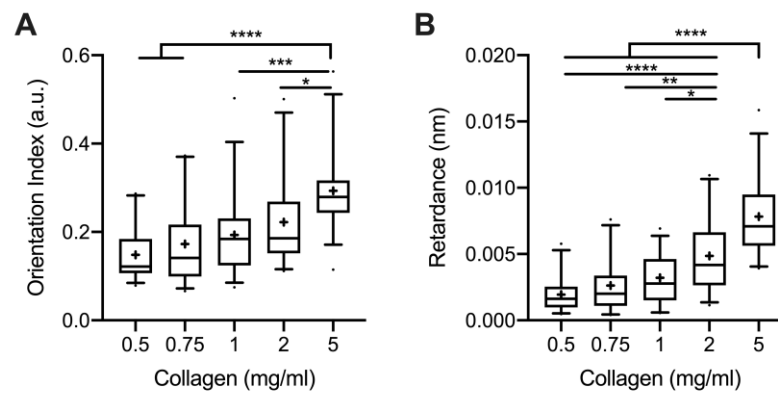 A
Orientation Index (a.u.)
0.6
0.4
0.2
0.0
****
***
*
0.5 0.75 1 2 5
Collagen (mg/ml)
B
Retardance (nm)
0.020
0.015
0.010
0.005
0.000
****
****
**
*
0.5 0.75 1 2 5
Collagen (mg/ml)